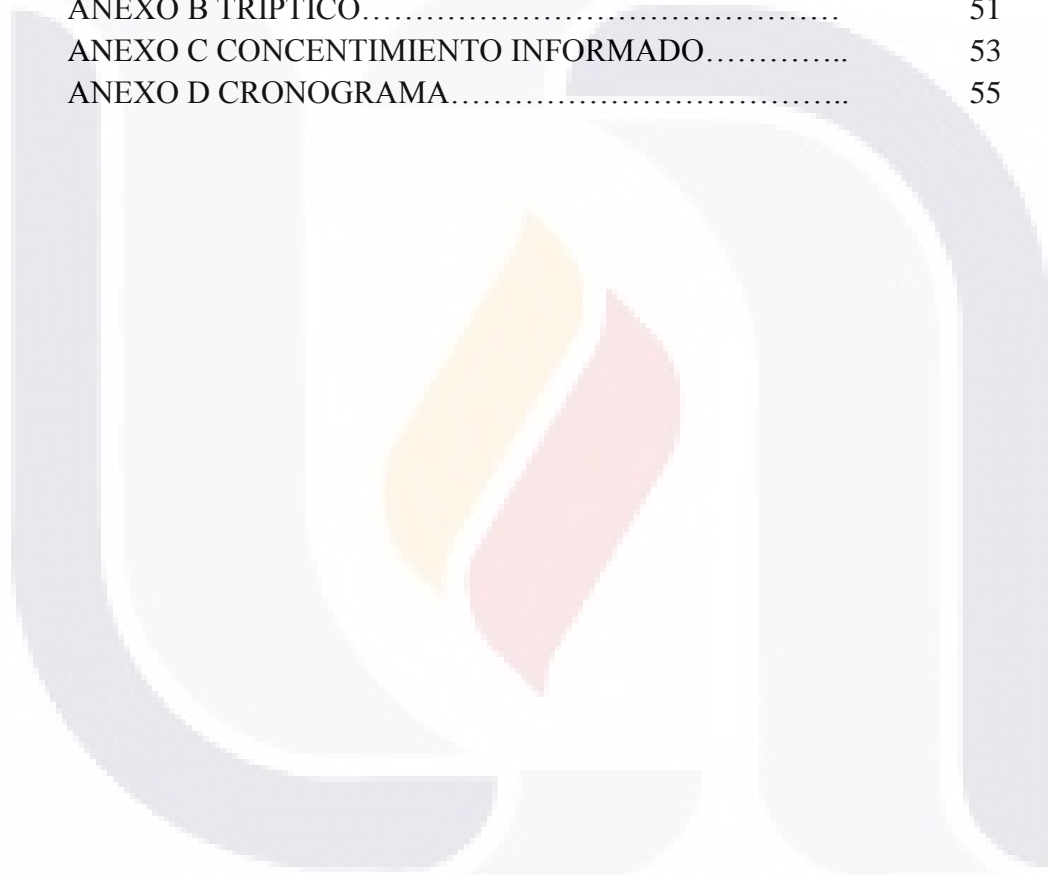 ANEXO B TRIPTICO………………………………………… 51
ANEXO C CONCENTIMIENTO INFORMADO………….. 53
ANEXO D CRONOGRAMA……………………………….. 55